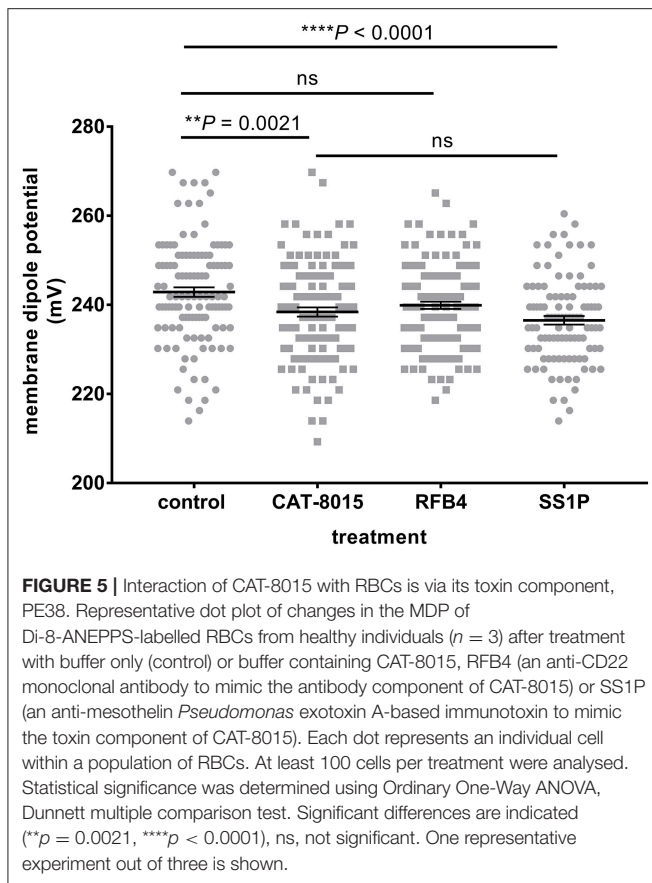 ****P < 0.0001
ns
**P = 0.0021
ns
280
260
240
220
200
membrane dipole potential
(mV)
control CAT-8015 RFB4 SS1P
treatment
FIGURE 5 | Interaction of CAT-8015 with RBCs is via its toxin component,
PE38. Representative dot plot of changes in the MDP of
Di-8-ANEPPS-labelled RBCs from healthy individuals (n = 3) after treatment
with buffer only (control) or buffer containing CAT-8015, RFB4 (an anti-CD22
monoclonal antibody to mimic the antibody component of CAT-8015) or SS1P
(an anti-mesothelin Pseudomonas exotoxin A-based immunotoxin to mimic
the toxin component of CAT-8015). Each dot represents an individual cell
within a population of RBCs. At least 100 cells per treatment were analysed.
Statistical significance was determined using Ordinary One-Way ANOVA,
Dunnett multiple comparison test. Significant differences are indicated
(**p = 0.0021, ****p < 0.0001), ns, not significant. One representative
experiment out of three is shown.